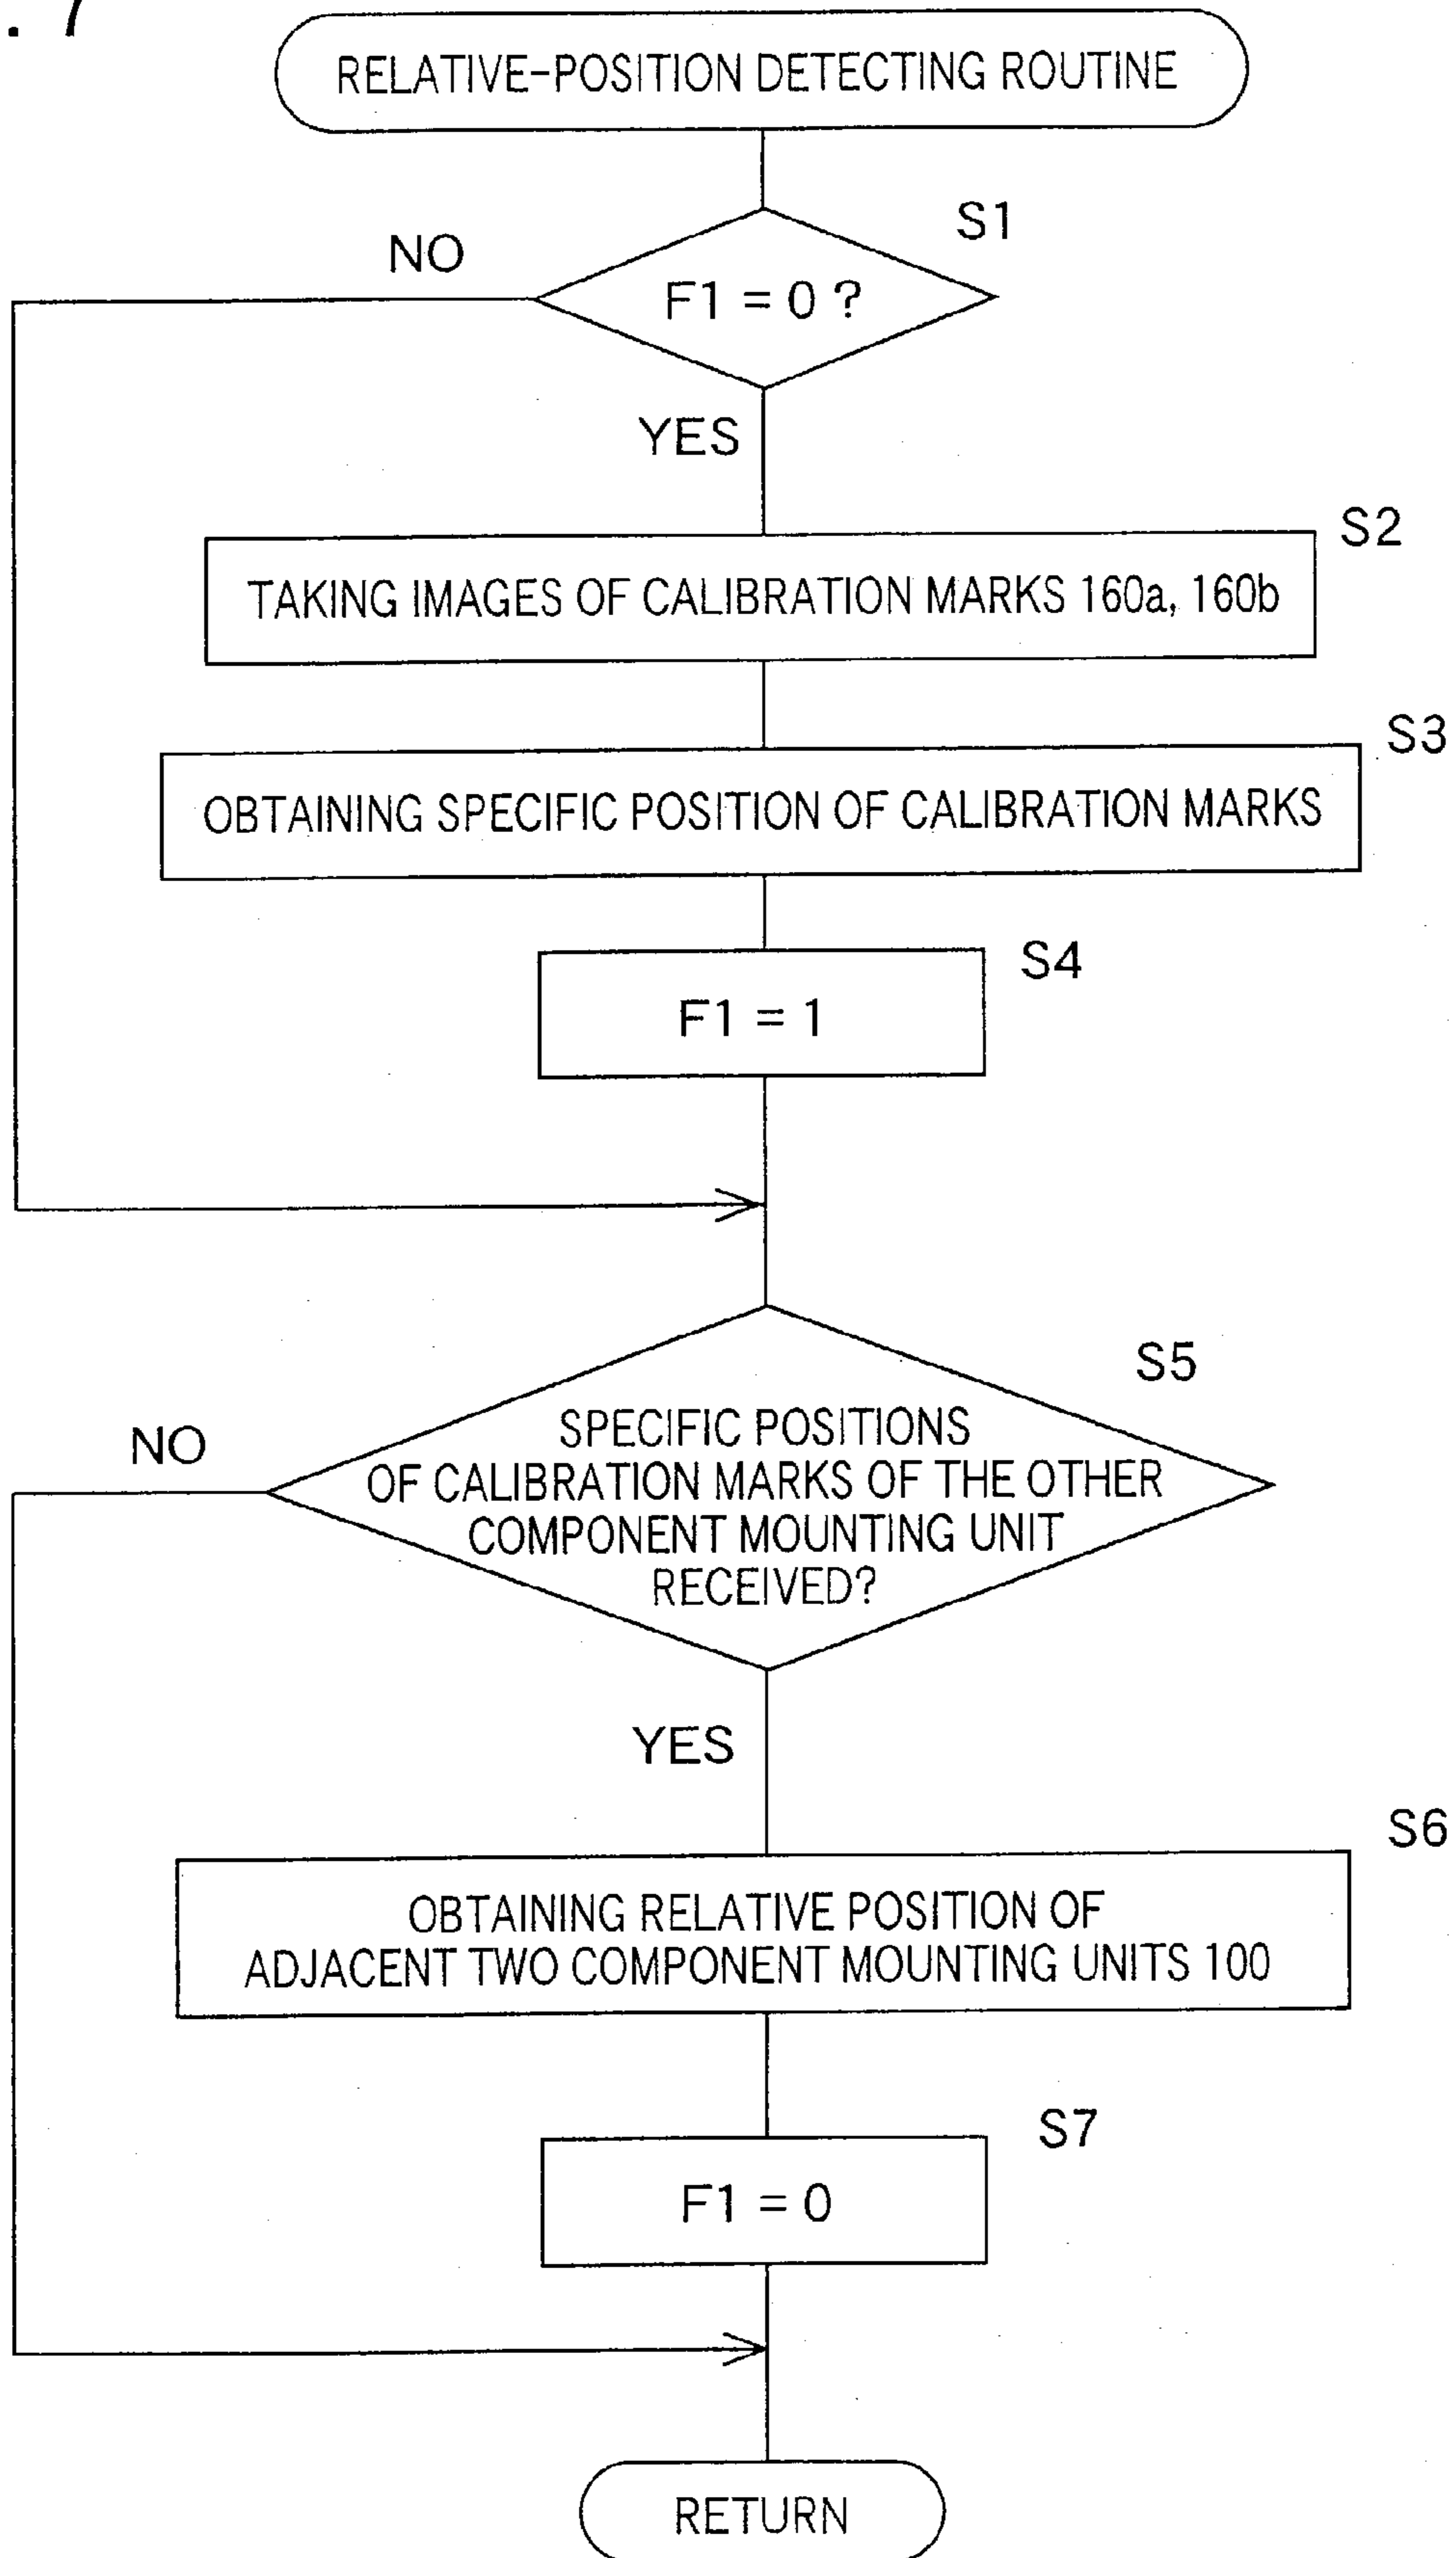 . 7
RELATIVE-POSITION DETECTING ROUTINE
S1
NO
F1 = 0 ?
YES
S2
TAKING IMAGES OF CALIBRATION MARKS 160a, 160b
S3
OBTAINING SPECIFIC POSITION OF CALIBRATION MARKS
S4
F1 = 1
S5
NO
SPECIFIC POSITIONS
OF CALIBRATION MARKS OF THE OTHER
COMPONENT MOUNTING UNIT
RECEIVED?
YES
S6
OBTAINING RELATIVE POSITION OF
ADJACENT TWO COMPONENT MOUNTING UNITS 100
S7
F1 = 0
RETURN